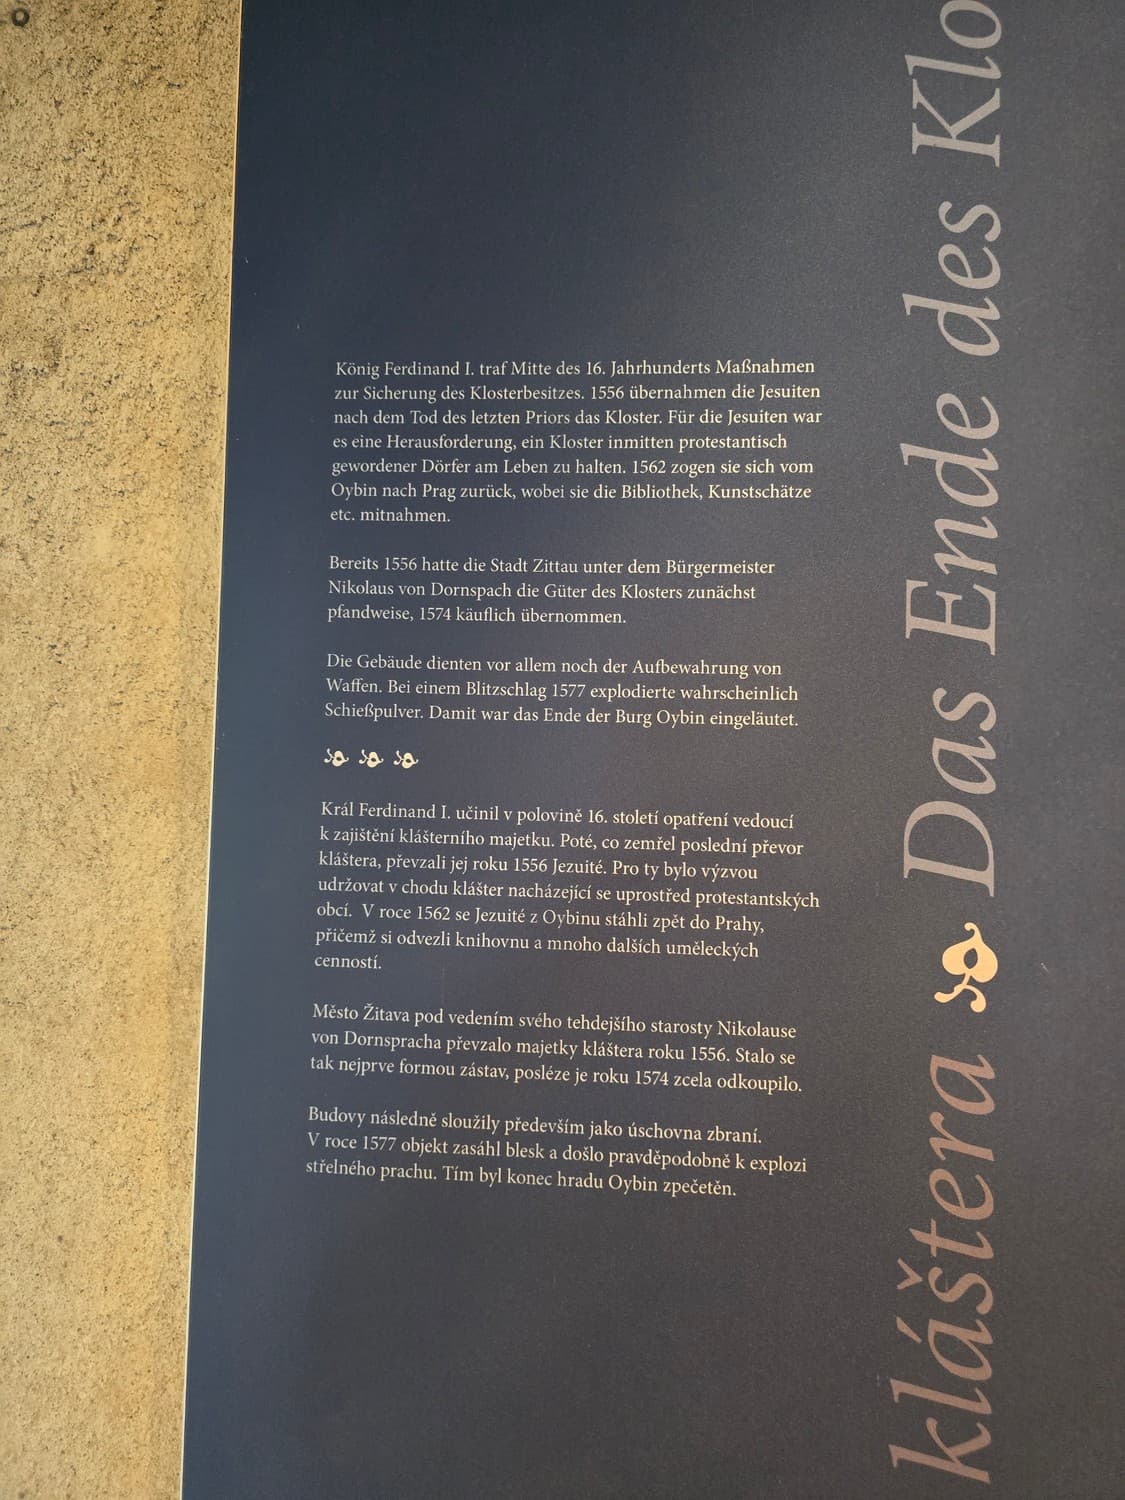 König Ferdinand I. traf Mitte des 16. Jahrhunderts Maßnahmen
zur Sicherung des Klosterbesitzes. 1556 übernahmen die Jesuiten
nach dem Tod des letzten Priors das Kloster. Für die Jesuiten war
es eine Herausforderung, ein Kloster inmitten protestantisch
gewordener Dörfer am Leben zu halten. 1562 zogen sie sich vom
Oybin nach Prag zurück, wobei sie die Bibliothek, Kunstschätze
etc. mitnahmen.
Bereits 1556 hatte die Stadt Zittau unter dem Bürgermeister
Nikolaus von Dornspach die Güter des Klosters zunächst
pfandweise, 1574 käuflich übernommen.
Die Gebäude dienten vor allem noch der Aufbewahrung von
Waffen. Bei einem Blitzschlag 1577 explodierte wahrscheinlich
Schießpulver. Damit war das Ende der Burg Oybin eingeläutet.
Král Ferdinand I. učinil v polovině 16. století opatření vedoucí
k zajištění klášterního majetku. Poté, co zemřel poslední převor
kláštera, převzali jej roku 1556 Jezuité. Pro ty bylo výzvou
udržovat v chodu klášter nacházející se uprostřed protestantských
obcí. V roce 1562 se Jezuité z Oybinu stáhli zpět do Prahy,
přičemž si odvezli knihovnu a mnoho dalších uměleckých
cenností.
Město Žitava pod vedením svého tehdejšího starosty Nikolause
von Dornspracha převzalo majetky kláštera roku 1556. Stalo se
tak nejprve formou zástav, posléze je roku 1574 zcela odkoupilo.
Budovy následně sloužily především jako úschovna zbraní.
V roce 1577 objekt zasáhl blesk a došlo pravděpodobně k explozi
střelného prachu. Tím byl konec hradu Oybin zpečetěn.
kláštera Das Ende des Klo